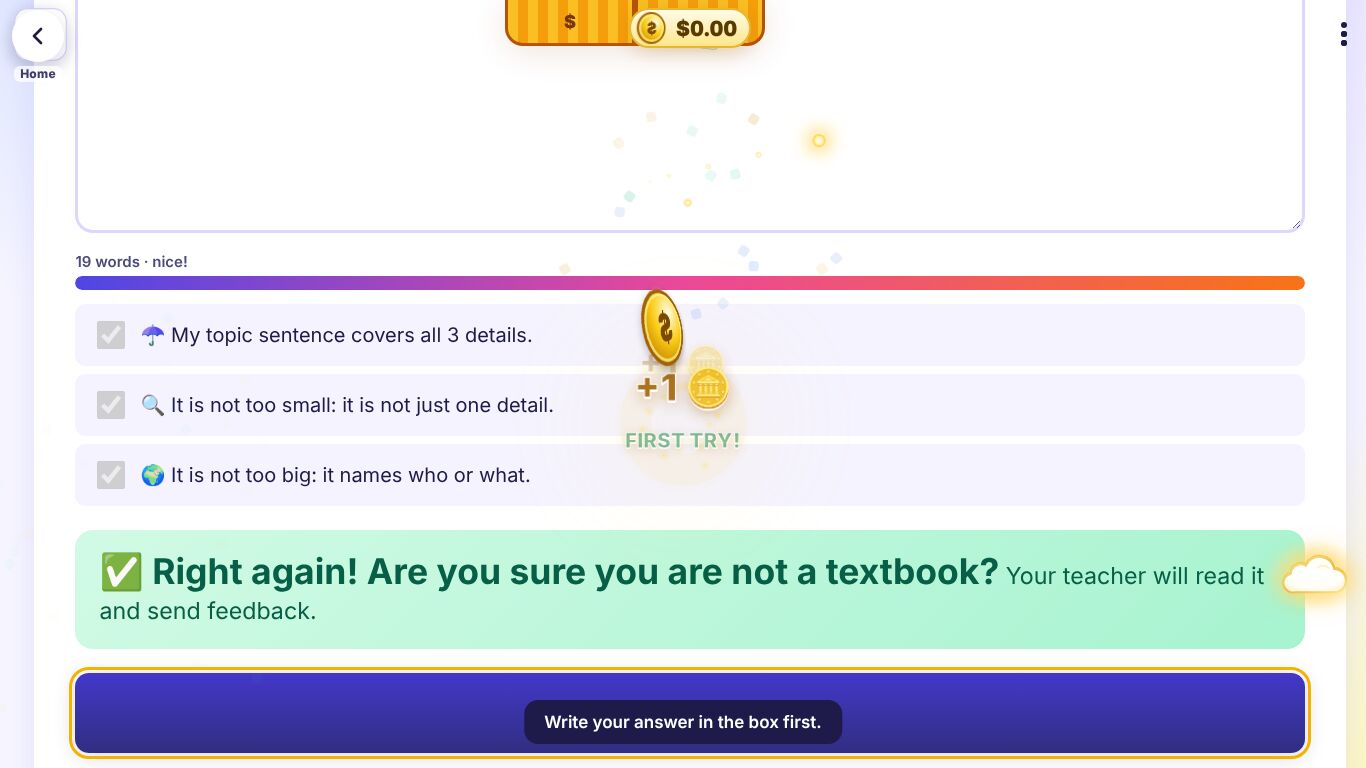 $
$0.00
Home
19 words · nice!
☂️ My topic sentence covers all 3 details.
🔍 It is not too small: it is not just one detail.
+1
FIRST TRY!
🌍 It is not too big: it names who or what.
✅ Right again! Are you sure you are not a textbook? Your teacher will read it
and send feedback.
Write your answer in the box first.